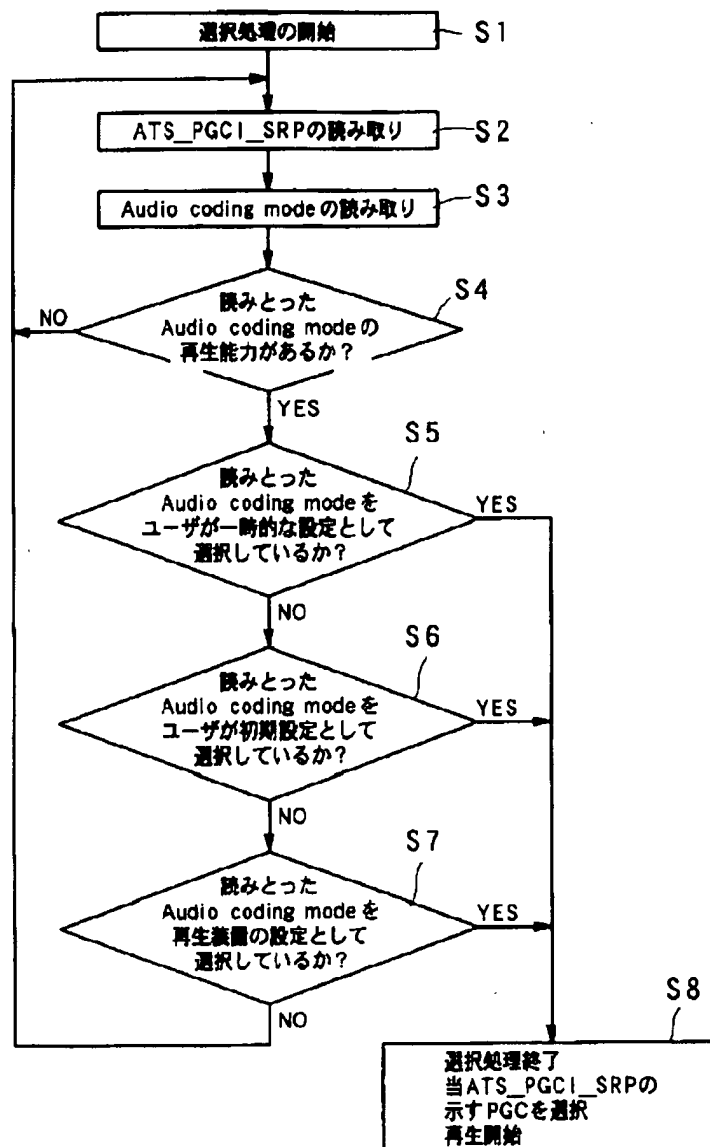 選択処理の開始
S1
ATS_PGCI_SRPの読み取り
S2
Audio coding modeの読み取り
S3
読みとった
Audio coding modeの
再生能力があるか?
S4
NO
YES
読みとった
Audio coding modeを
ユーザが一時的な設定として
選択しているか?
S5
YES
NO
読みとった
Audio coding modeを
ユーザが初期設定として
選択しているか?
S6
YES
NO
読みとった
Audio coding modeを
再生装置の設定として
選択しているか?
S7
YES
NO
S8
選択処理終了
当ATS_PGCI_SRPの
示すPGCを選択
再生開始